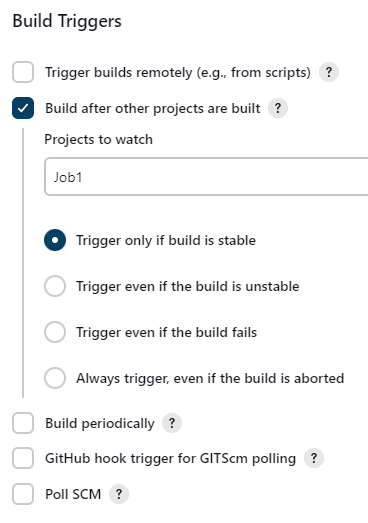 Build Triggers
Trigger builds remotely (e.g., from scripts) ?
Build after other projects are built ?
Projects to watch
Job1
Trigger only if build is stable
Trigger even if the build is unstable
Trigger even if the build fails
Always trigger, even if the build is aborted
Build periodically ?
GitHub hook trigger for GITScm polling ?
Poll SCM ?